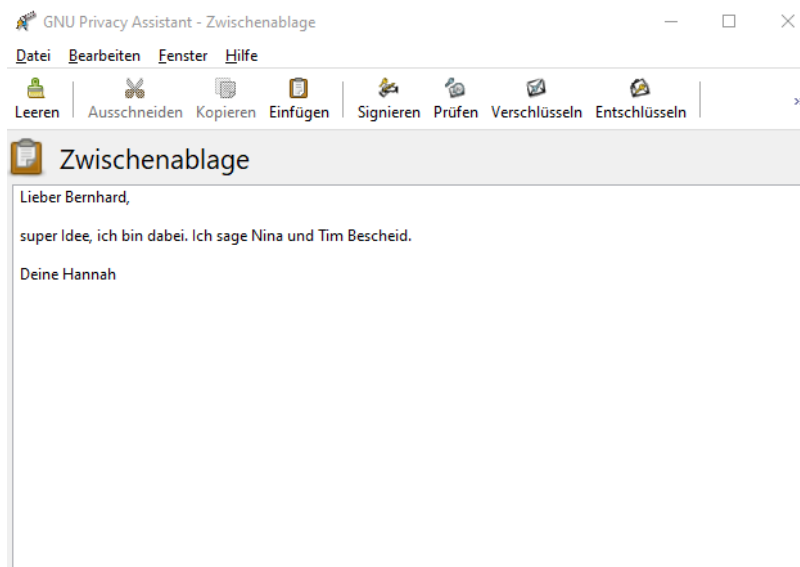 GNU Privacy Assistant - Zwischenablage
Datei Bearbeiten Fenster Hilfe
Leeren Ausschneiden Kopieren Einfügen Signieren Prüfen Verschlüsseln Entschlüsseln
Zwischenablage
Lieber Bernhard,
super Idee, ich bin dabei. Ich sage Nina und Tim Bescheid.
Deine Hannah